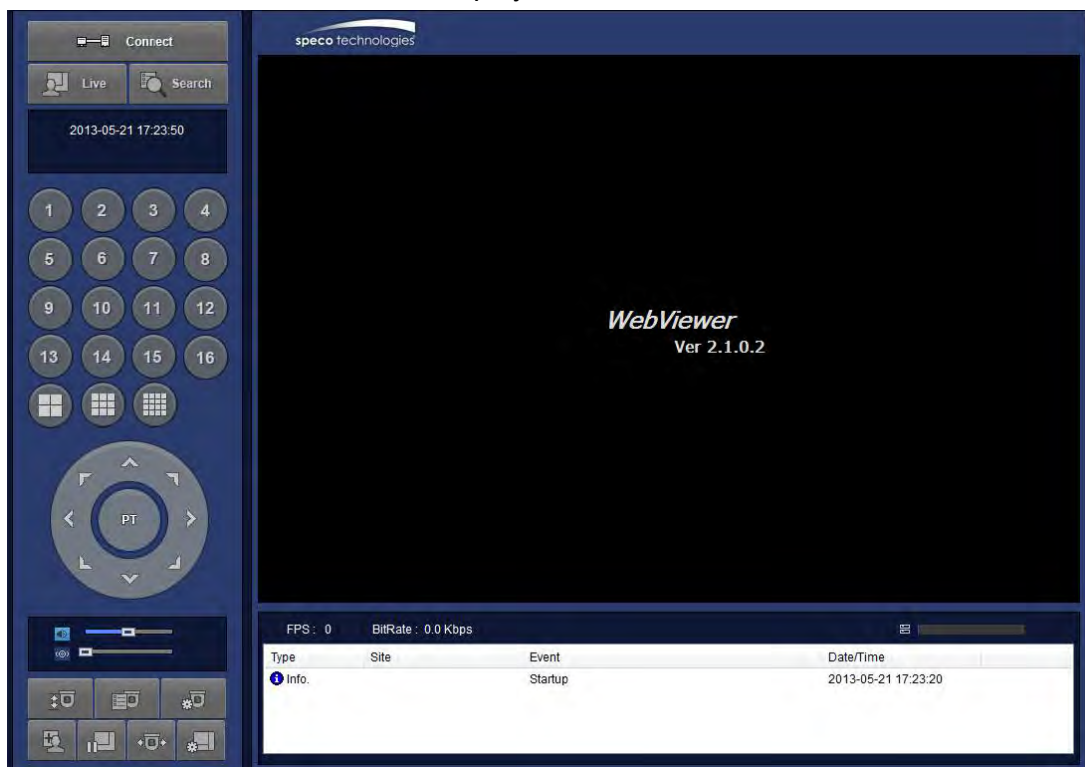 Connect
speco technologies
Live Search
2013-05-21 17:23:50
1 2 3 4
5 6 7 8
9 10 11 12
13 14 15 16
WebViewer
Ver 2.1.0.2
PT
FPS : 0 BitRate : 0.0 Kbps
Type Site Event Date/Time
Info. Startup 2013-05-21 17:23:20